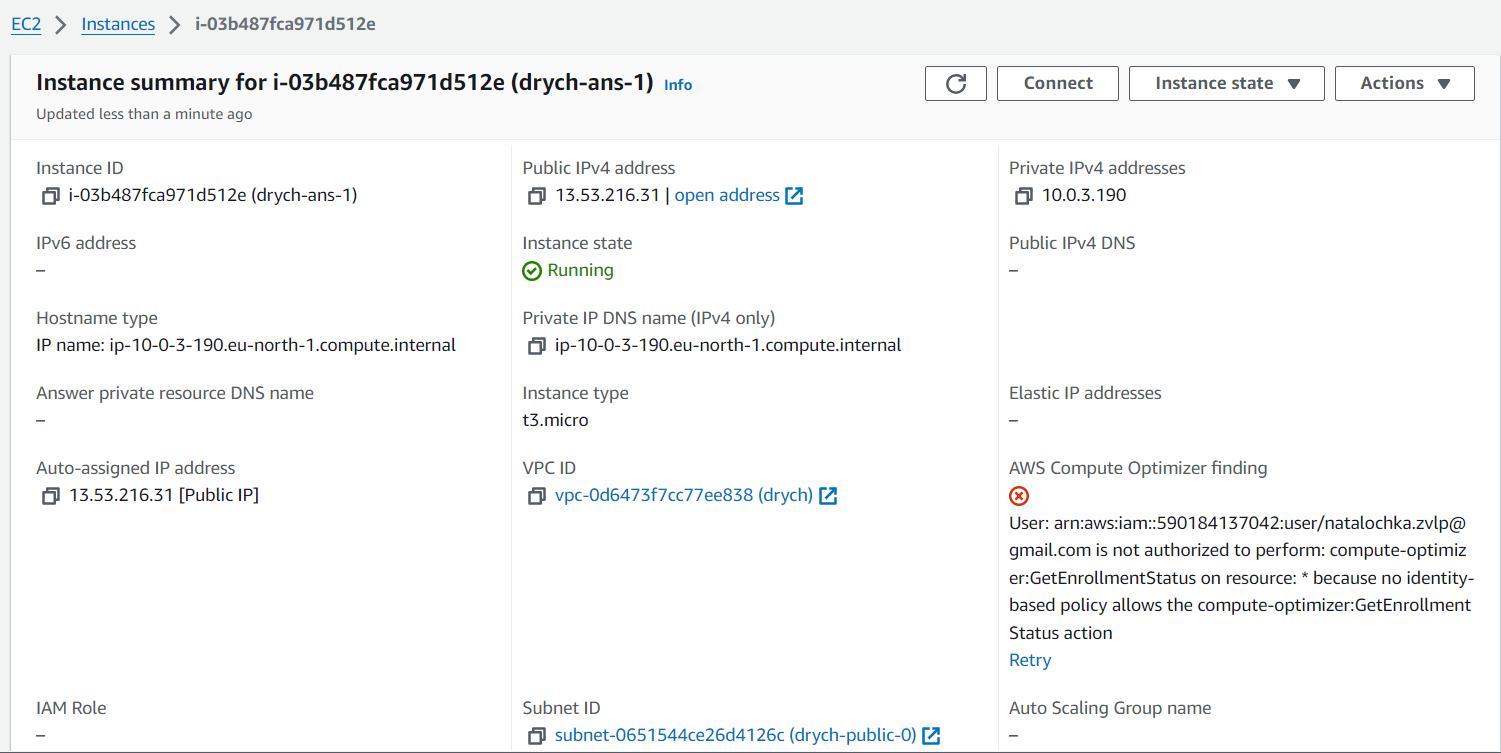 EC2 > Instances > i-03b487fca971d512e
Instance summary for i-03b487fca971d512e (drych-ans-1) Info
Updated less than a minute ago
Connect
Instance state
Actions
Instance ID
i-03b487fca971d512e (drych-ans-1)
Public IPv4 address
13.53.216.31 | open address
Private IPv4 addresses
10.0.3.190
IPv6 address
–
Instance state
Running
Public IPv4 DNS
–
Hostname type
IP name: ip-10-0-3-190.eu-north-1.compute.internal
Private IP DNS name (IPv4 only)
ip-10-0-3-190.eu-north-1.compute.internal
Answer private resource DNS name
–
Instance type
t3.micro
Elastic IP addresses
–
Auto-assigned IP address
13.53.216.31 [Public IP]
VPC ID
vpc-0d6473f7cc77ee838 (drych)
AWS Compute Optimizer finding
User: arn:aws:iam::590184137042:user/natalochka.zvlp@
gmail.com is not authorized to perform: compute-optimiz
er:GetEnrollmentStatus on resource: * because no identity-
based policy allows the compute-optimizer:GetEnrollment
Status action
Retry
IAM Role
–
Subnet ID
subnet-0651544ce26d4126c (drych-public-0)
Auto Scaling Group name
–